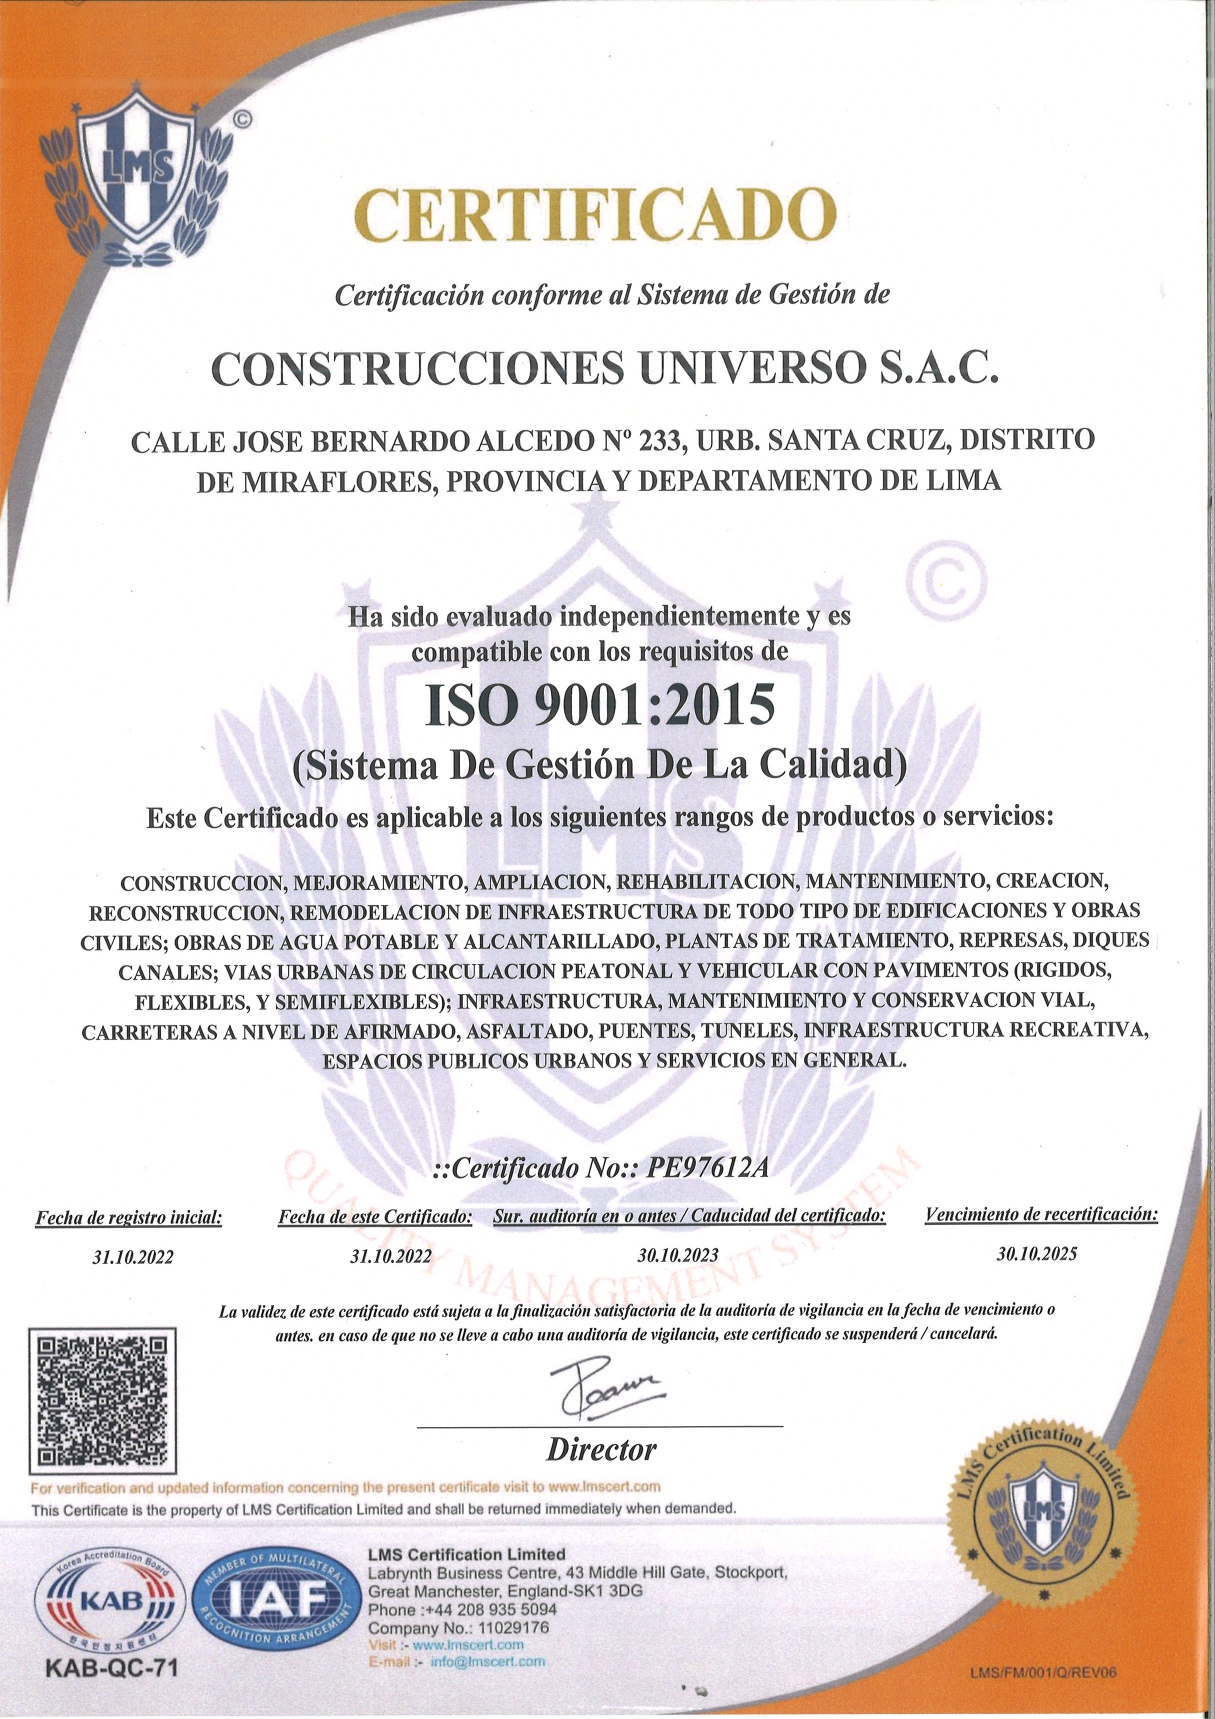 LMS
©
CERTIFICADO
Certificación conforme al Sistema de Gestión de
CONSTRUCCIONES UNIVERSO S.A.C.
CALLE JOSE BERNARDO ALCEDO Nº 233, URB. SANTA CRUZ, DISTRITO
DE MIRAFLORES, PROVINCIA Y DEPARTAMENTO DE LIMA
©
Ha sido evaluado independientemente y es
compatible con los requisitos de
ISO 9001:2015
(Sistema De Gestión De La Calidad)
LMS
Este Certificado es aplicable a los siguientes rangos de productos o servicios:
CONSTRUCCION, MEJORAMIENTO, AMPLIACION, REHABILITACION, MANTENIMIENTO, CREACION,
RECONSTRUCCION, REMODELACION DE INFRAESTRUCTURA DE TODO TIPO DE EDIFICACIONES Y OBRAS
CIVILES; OBRAS DE AGUA POTABLE Y ALCANTARILLADO, PLANTAS DE TRATAMIENTO, REPRESAS, DIQUES
CANALES; VIAS URBANAS DE CIRCULACION PEATONAL Y VEHICULAR CON PAVIMENTOS (RIGIDOS,
FLEXIBLES, Y SEMIFLEXIBLES); INFRAESTRUCTURA, MANTENIMIENTO Y CONSERVACION VIAL,
CARRETERAS A NIVEL DE AFIRMADO, ASFALTADO, PUENTES, TUNELES, INFRAESTRUCTURA RECREATIVA,
ESPACIOS PUBLICOS URBANOS Y SERVICIOS EN GENERAL.
QUALITY MANAGEMENT SYSTEM
::Certificado No:: PE97612A
Fecha de registro inicial: Fecha de este Certificado: Sur. auditoría en o antes / Caducidad del certificado: Vencimiento de recertificación:
31.10.2022 31.10.2022 30.10.2023 30.10.2025
La validez de este certificado está sujeta a la finalización satisfactoria de la auditoría de vigilancia en la fecha de vencimiento o
antes. en caso de que no se lleve a cabo una auditoría de vigilancia, este certificado se suspenderá / cancelará.
Director
For verification and updated information concerning the present certificate visit to www.lmscert.com
This Certificate is the property of LMS Certification Limited and shall be returned immediately when demanded.
LMS Certification Limited
LMS
Korea Accreditation Board
KAB
한국인정지원센터
KAB-QC-71
MEMBER OF MULTILATERAL
IAF
RECOGNITION ARRANGEMENT
LMS Certification Limited
Labrynth Business Centre, 43 Middle Hill Gate, Stockport,
Great Manchester, England-SK1 3DG
Phone :+44 208 935 5094
Company No.: 11029176
Visit :- www.lmscert.com
E-mail :- info@lmscert.com
LMS/FM/001/Q/REV06